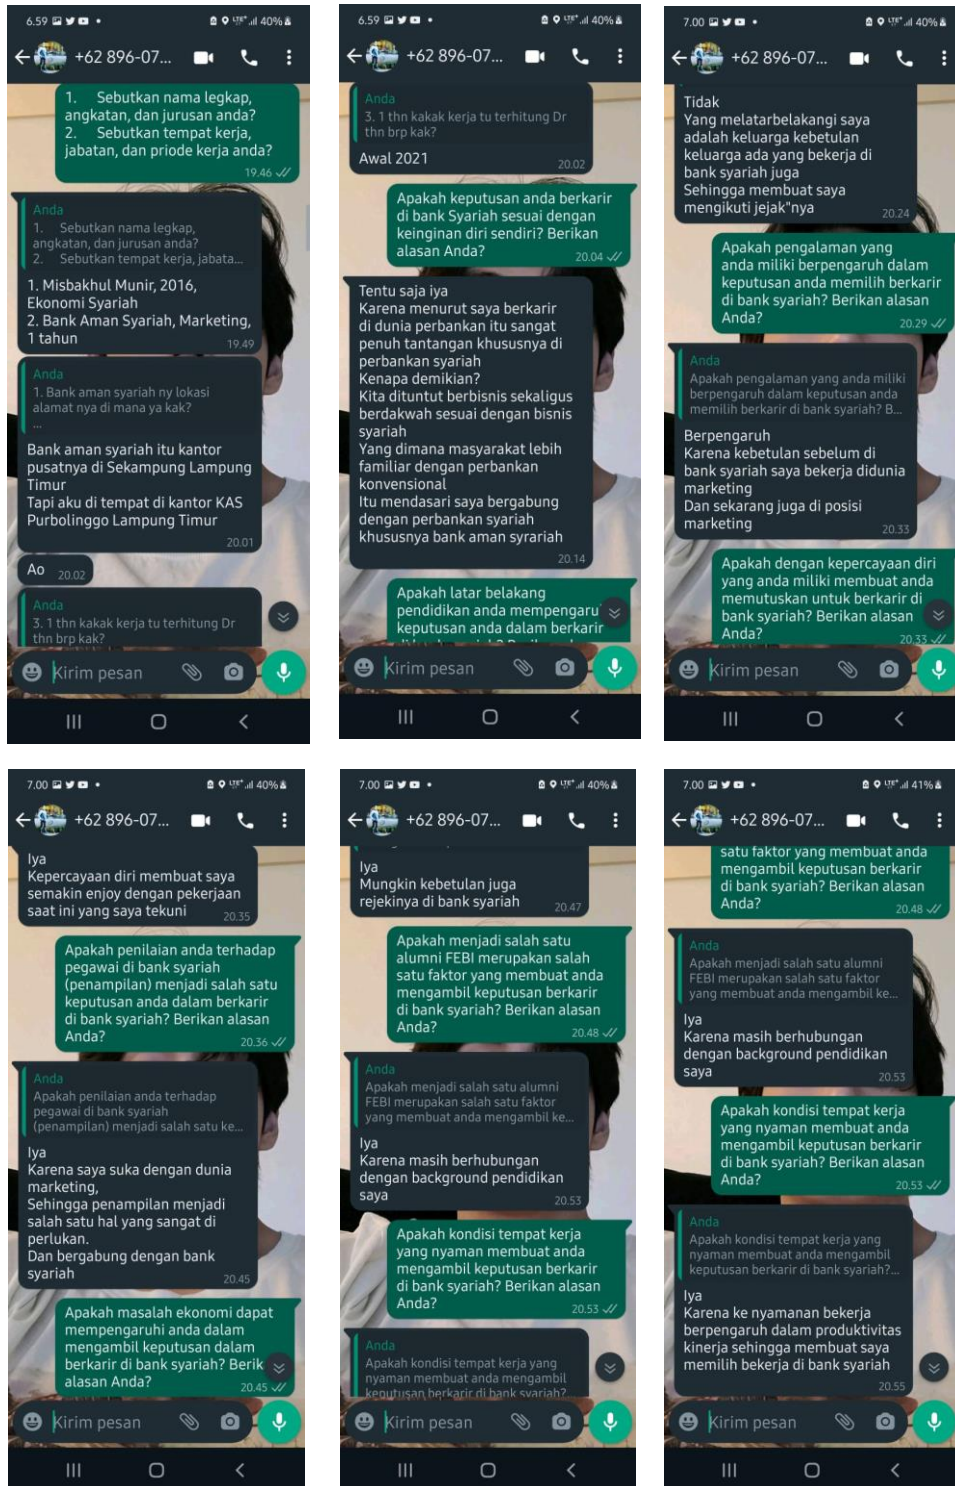 6.59
40%
+62 896-07...
1. Sebutkan nama legkap,
angkatan, dan jurusan anda?
2. Sebutkan tempat kerja,
jabatan, dan priode kerja anda?
19.46
Anda
1. Sebutkan nama legkap,
angkatan, dan jurusan anda?
2. Sebutkan tempat kerja, jabata...
1. Misbakhul Munir, 2016,
Ekonomi Syariah
2. Bank Aman Syariah, Marketing,
1 tahun
19.49
Anda
1. Bank aman syariah ny lokasi
alamat nya di mana ya kak?
...
Bank aman syariah itu kantor
pusatnya di Sekampung Lampung
Timur
Tapi aku di tempat di kantor KAS
Purbolinggo Lampung Timur
20.01
Ao
20.02
Anda
3. 1 thn kakak kerja tu terhitung Dr
thn brp kak?
Kirim pesan
6.59
40%
+62 896-07...
Anda
3. 1 thn kakak kerja tu terhitung Dr
thn brp kak?
Awal 2021
20.02
Apakah keputusan anda berkarir
di bank Syariah sesuai dengan
keinginan diri sendiri? Berikan
alasan Anda?
20.04
Tentu saja iya
Karena menurut saya berkarir
di dunia perbankan itu sangat
penuh tantangan khususnya di
perbankan syariah
Kenapa demikian?
Kita dituntut berbisnis sekaligus
berdakwah sesuai dengan bisnis
syariah
Yang dimana masyarakat lebih
familiar dengan perbankan
konvensional
Itu mendasari saya bergabung
dengan perbankan syariah
khususnya bank aman syrariah
20.14
Apakah latar belakang
pendidikan anda mempengaru
keputusan anda dalam berkarir
Kirim pesan
7.00
40%
+62 896-07...
Tidak
Yang melatarbelakangi saya
adalah keluarga kebetulan
keluarga ada yang bekerja di
bank syariah juga
Sehingga membuat saya
mengikuti jejak"nya
20.24
Apakah pengalaman yang
anda miliki berpengaruh dalam
keputusan anda memilih berkarir
di bank syariah? Berikan alasan
Anda?
20.29
Anda
Apakah pengalaman yang anda miliki
berpengaruh dalam keputusan anda
memilih berkarir di bank syariah? B...
Berpengaruh
Karena kebetulan sebelum di
bank syariah saya bekerja didunia
marketing
Dan sekarang juga di posisi
marketing
20.33
Apakah dengan kepercayaan diri
yang anda miliki membuat anda
memutuskan untuk berkarir di
bank syariah? Berikan alasan
Anda?
20.33
Kirim pesan
7.00
40%
+62 896-07...
Iya
Kepercayaan diri membuat saya
semakin enjoy dengan pekerjaan
saat ini yang saya tekuni
20.35
Apakah penilaian anda terhadap
pegawai di bank syariah
(penampilan) menjadi salah satu
keputusan anda dalam berkarir
di bank syariah? Berikan alasan
Anda?
20.36
Anda
Apakah penilaian anda terhadap
pegawai di bank syariah
(penampilan) menjadi salah satu ke...
Iya
Karena saya suka dengan dunia
marketing,
Sehingga penampilan menjadi
salah satu hal yang sangat di
perlukan.
Dan bergabung dengan bank
syariah
20.45
Apakah masalah ekonomi dapat
mempengaruhi anda dalam
mengambil keputusan dalam
berkarir di bank syariah? Berik
alasan Anda?
20.45
Kirim pesan
7.00
40%
+62 896-07...
Iya
Mungkin kebetulan juga
rejekinya di bank syariah
20.47
Apakah menjadi salah satu
alumni FEBI merupakan salah
satu faktor yang membuat anda
mengambil keputusan berkarir
di bank syariah? Berikan alasan
Anda?
20.48
Anda
Apakah menjadi salah satu alumni
FEBI merupakan salah satu faktor
yang membuat anda mengambil ke...
Iya
Karena masih berhubungan
dengan background pendidikan
saya
20.53
Apakah kondisi tempat kerja
yang nyaman membuat anda
mengambil keputusan berkarir
di bank syariah? Berikan alasan
Anda?
20.53
Anda
Apakah kondisi tempat kerja yang
nyaman membuat anda mengambil
keputusan berkarir di bank syariah?
Kirim pesan
7.00
41%
+62 896-07...
satu faktor yang membuat anda
mengambil keputusan berkarir
di bank syariah? Berikan alasan
Anda?
20.48
Anda
Apakah menjadi salah satu alumni
FEBI merupakan salah satu faktor
yang membuat anda mengambil ke...
Iya
Karena masih berhubungan
dengan background pendidikan
saya
20.53
Apakah kondisi tempat kerja
yang nyaman membuat anda
mengambil keputusan berkarir
di bank syariah? Berikan alasan
Anda?
20.53
Anda
Apakah kondisi tempat kerja yang
nyaman membuat anda mengambil
keputusan berkarir di bank syariah?...
Iya
Karena ke nyamanan bekerja
berpengaruh dalam produktivitas
kinerja sehingga membuat saya
memilih bekerja di bank syariah
20.55
Kirim pesan